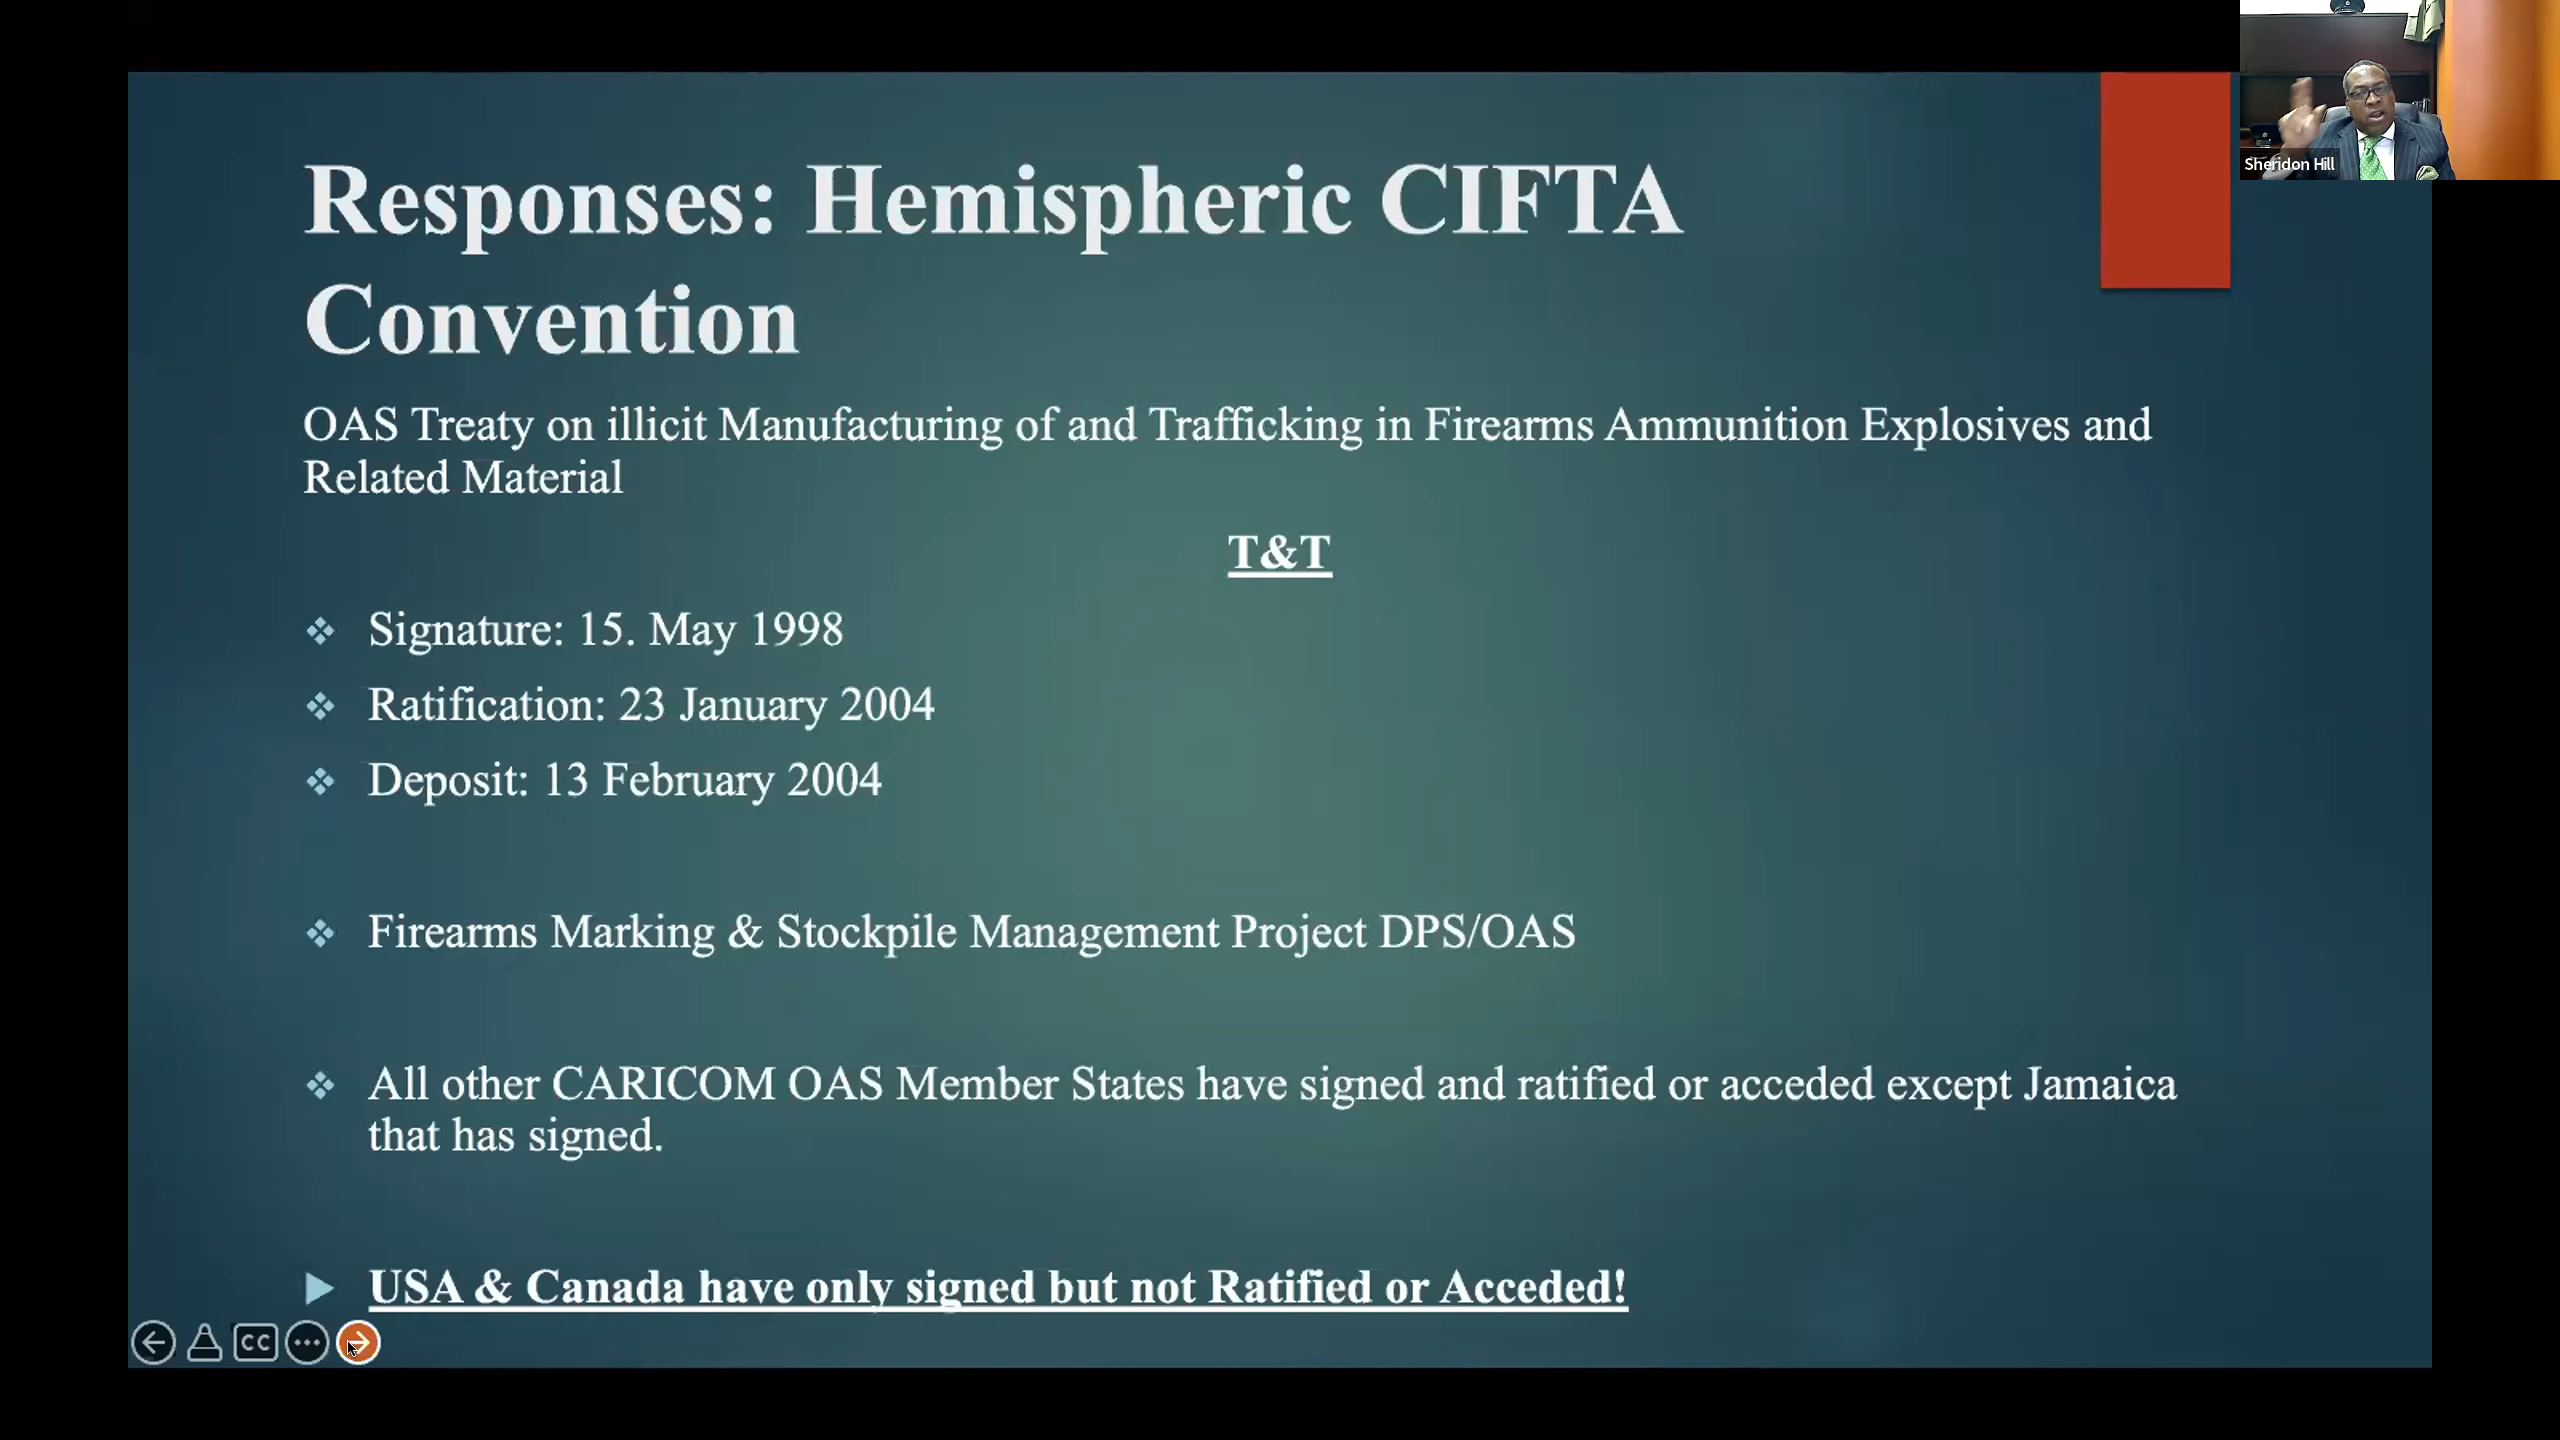 Sheridon Hill
Responses: Hemispheric CIFTA
Convention
OAS Treaty on illicit Manufacturing of and Trafficking in Firearms Ammunition Explosives and
Related Material
T&T
Signature: 15. May 1998
Ratification: 23 January 2004
Deposit: 13 February 2004
Firearms Marking & Stockpile Management Project DPS/OAS
All other CARICOM OAS Member States have signed and ratified or acceded except Jamaica
that has signed.
USA & Canada have only signed but not Ratified or Acceded!
CC